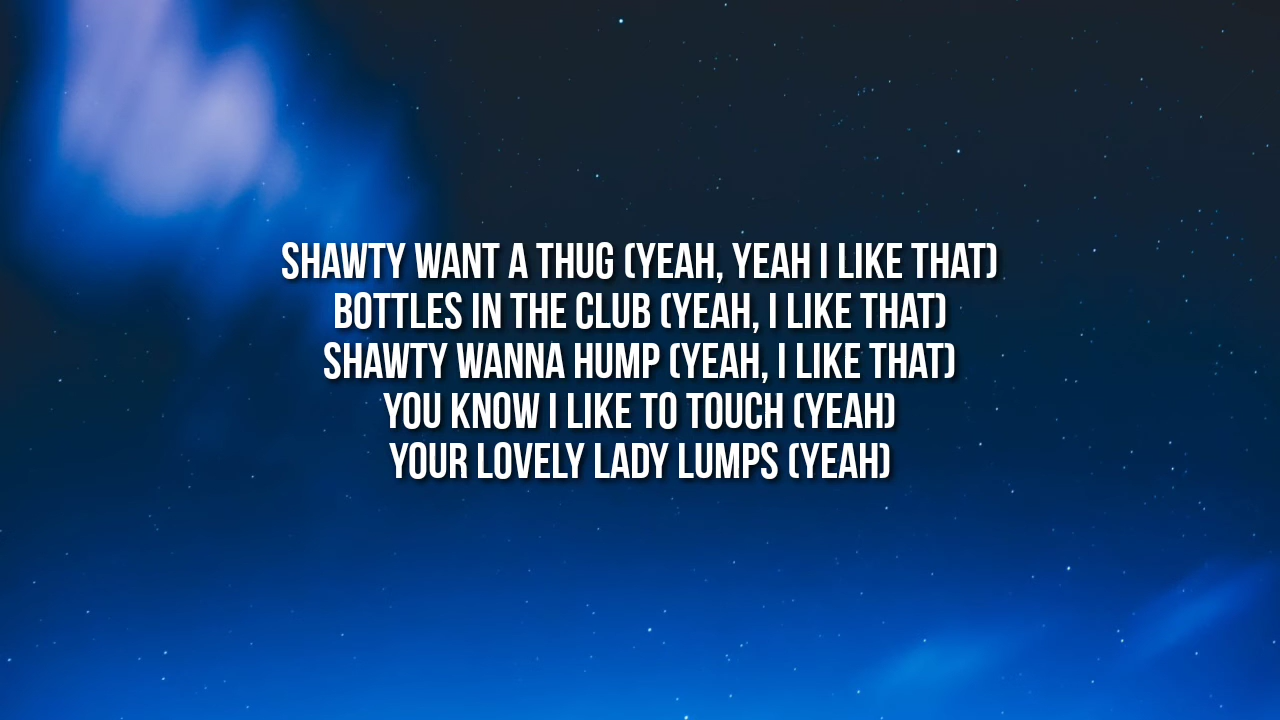 SHAWTY WANT A THUG (YEAH, YEAH I LIKE THAT)
BOTTLES IN THE CLUB (YEAH, I LIKE THAT)
SHAWTY WANNA HUMP (YEAH, I LIKE THAT)
YOU KNOW I LIKE TO TOUCH (YEAH)
YOUR LOVELY LADY LUMPS (YEAH)